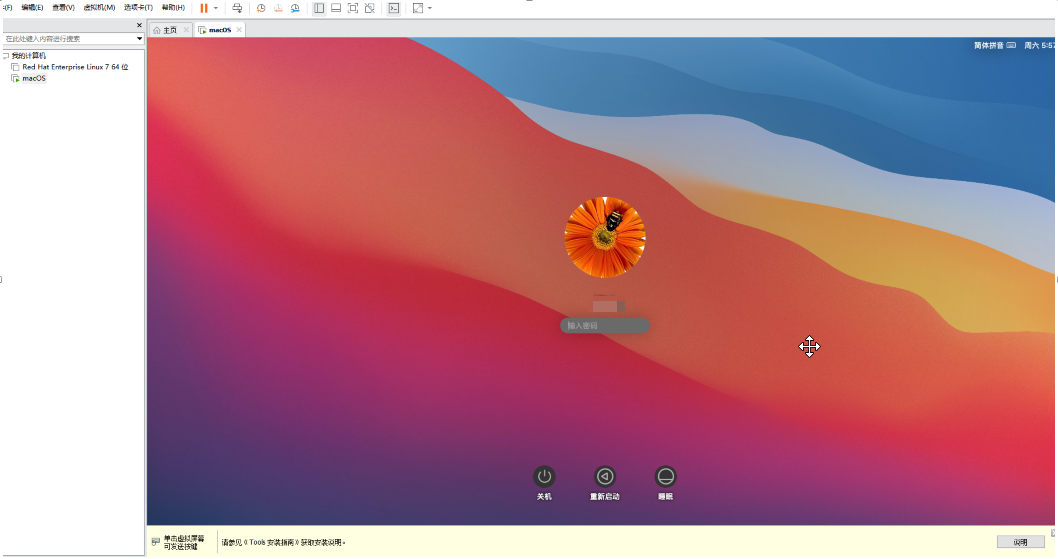 (F) 编辑(E) 查看(V) 虚拟机(M) 选项卡(T) 帮助(H)
在此处键入内容进行搜索
我的计算机
Red Hat Enterprise Linux 7 64 位
macOS
主页 macOS
简体拼音 周六 5:57
输入密码
关机 重新启动 睡眠
单击虚拟屏幕
可发送按键
请参见《Tools 安装指南》获取安装说明。
说明